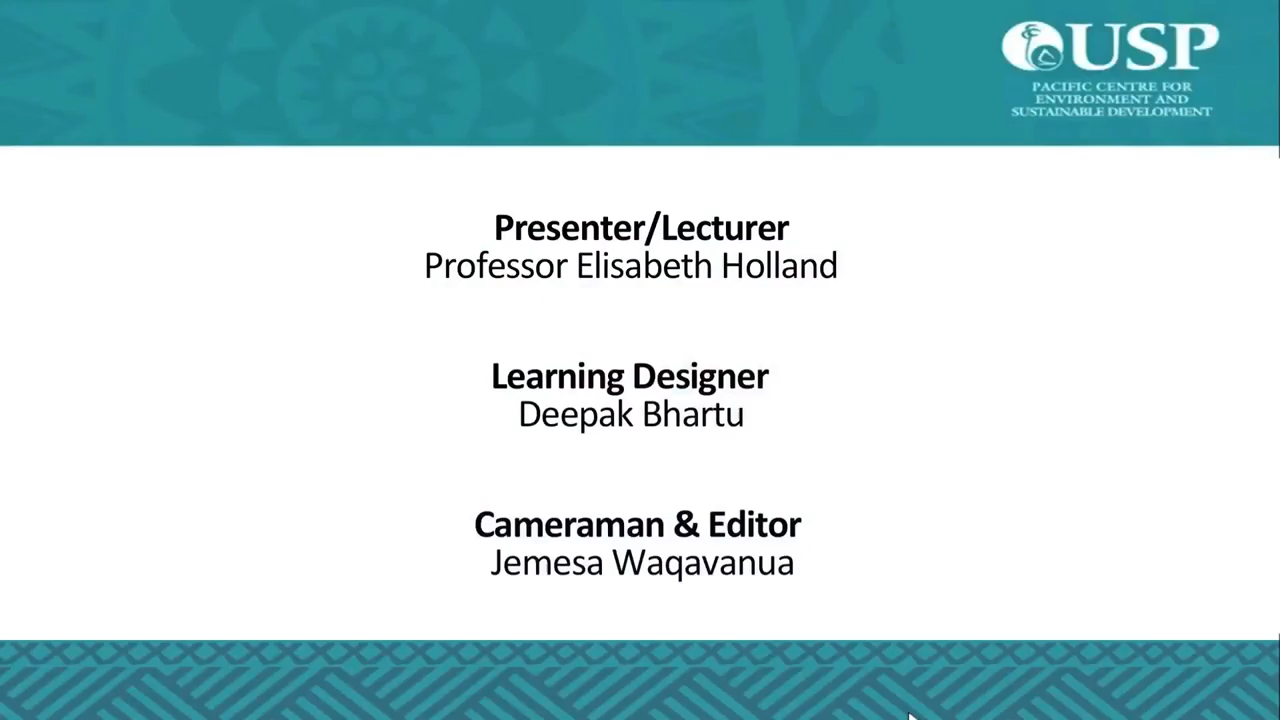 USP
PACIFIC CENTRE FOR
ENVIRONMENT AND
SUSTAINABLE DEVELOPMENT
Presenter/Lecturer
Professor Elisabeth Holland
Learning Designer
Deepak Bhartu
Cameraman & Editor
Jemesa Waqavanua